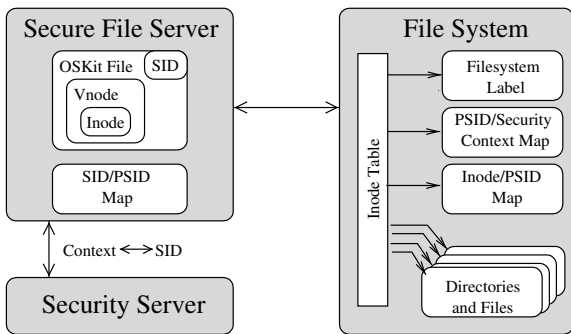 Secure File Server
OSKit File
SID
Vnode
Inode
SID/PSID
Map
Context
SID
Security Server
File System
Inode Table
Filesystem
Label
PSID/Security
Context Map
Inode/PSID
Map
Directories
and Files